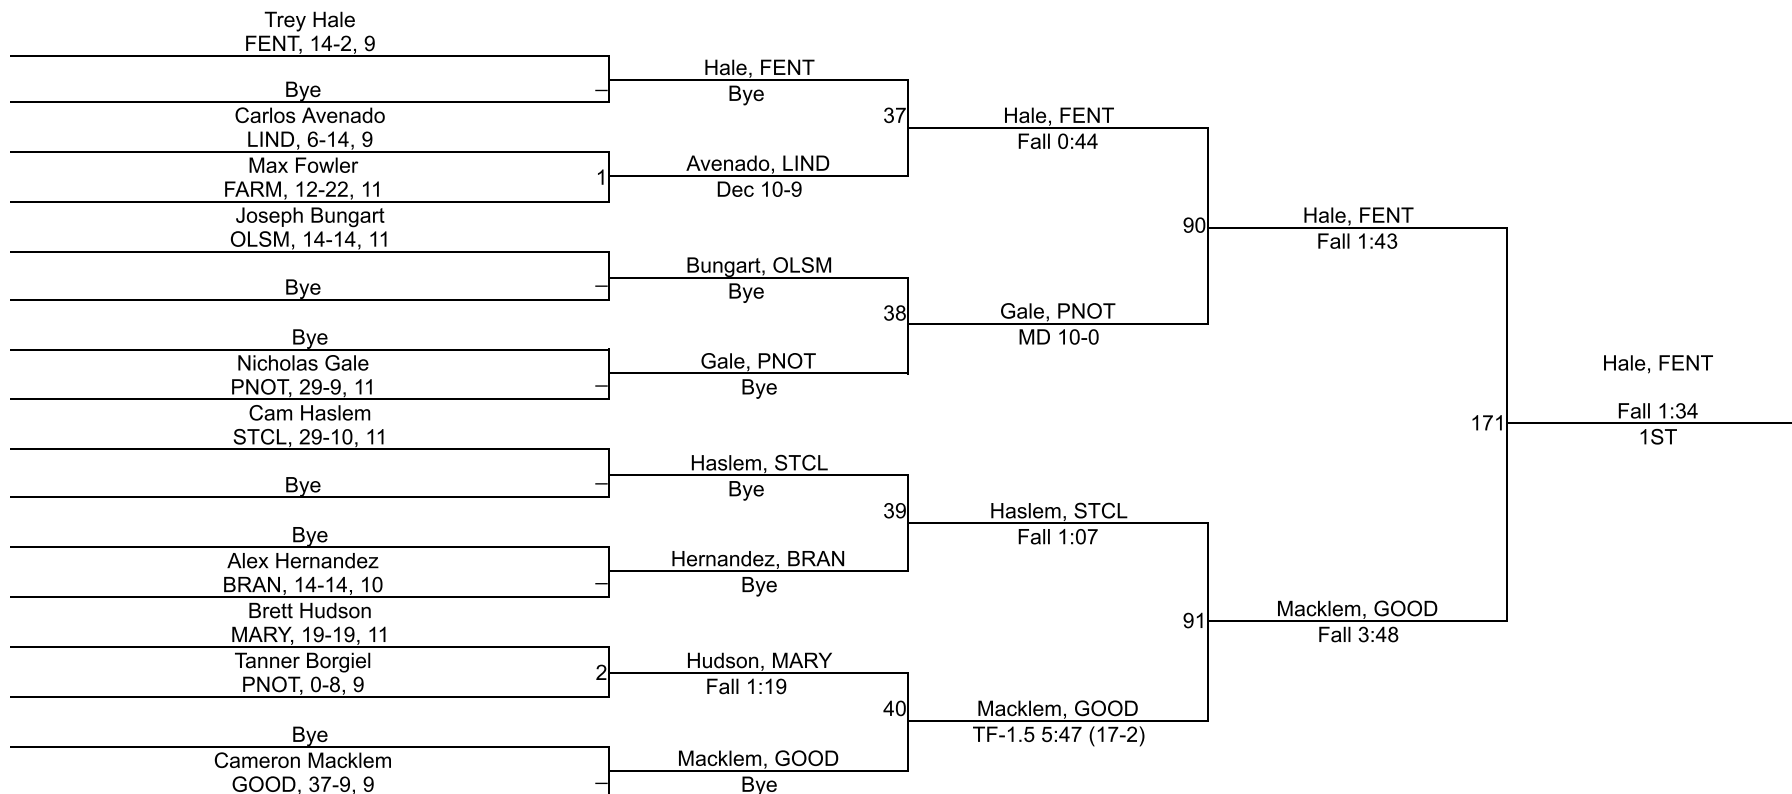 Trey Hale
FENT, 14-2, 9
Bye
–
Carlos Avenado
LIND, 6-14, 9
Max Fowler
FARM, 12-22, 11
1
Joseph Bungart
OLSM, 14-14, 11
Bye
–
Bye
Nicholas Gale
PNOT, 29-9, 11
–
Cam Haslem
STCL, 29-10, 11
Bye
–
Bye
Alex Hernandez
BRAN, 14-14, 10
–
Brett Hudson
MARY, 19-19, 11
Tanner Borgiel
PNOT, 0-8, 9
2
Bye
Cameron Macklem
GOOD, 37-9, 9
–
Hale, FENT
Bye
37
Avenado, LIND
Dec 10-9
Bungart, OLSM
Bye
38
Gale, PNOT
Bye
Haslem, STCL
Bye
39
Hernandez, BRAN
Bye
Hudson, MARY
Fall 1:19
40
Macklem, GOOD
Bye
Hale, FENT
Fall 0:44
90
Gale, PNOT
MD 10-0
Haslem, STCL
Fall 1:07
91
Macklem, GOOD
TF-1.5 5:47 (17-2)
Hale, FENT
Fall 1:43
171
Macklem, GOOD
Fall 3:48
Hale, FENT
Fall 1:34
1ST